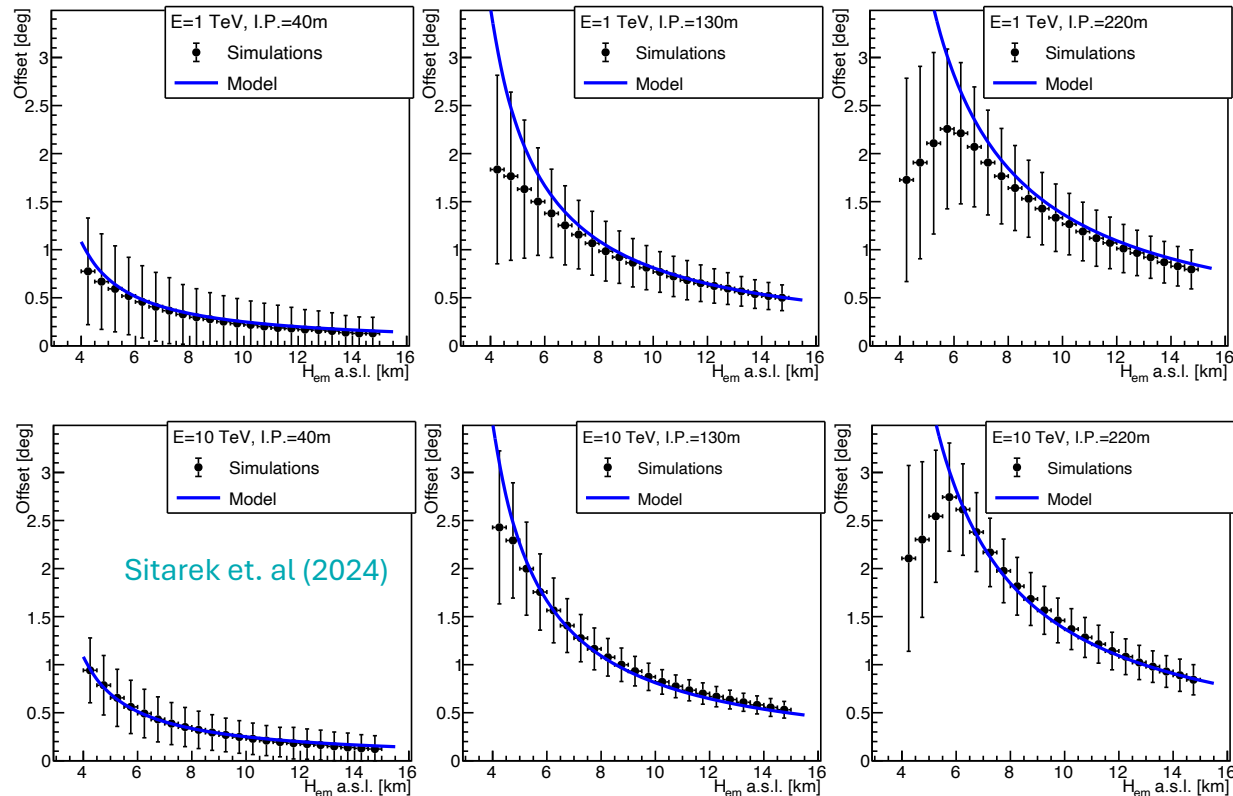 E=1 TeV, I.P.=40m
Simulations
Model
Offset [deg]
3
2.5
2
1.5
1
0.5
0
4 6 8 10 12 14 16
H_em a.s.l. [km]
E=1 TeV, I.P.=130m
Simulations
Model
Offset [deg]
3
2.5
2
1.5
1
0.5
0
4 6 8 10 12 14 16
H_em a.s.l. [km]
E=1 TeV, I.P.=220m
Simulations
Model
Offset [deg]
3
2.5
2
1.5
1
0.5
0
4 6 8 10 12 14 16
H_em a.s.l. [km]
E=10 TeV, I.P.=40m
Simulations
Model
Offset [deg]
3
2.5
2
1.5
1
0.5
0
Sitarek et. al (2024)
4 6 8 10 12 14 16
H_em a.s.l. [km]
E=10 TeV, I.P.=130m
Simulations
Model
Offset [deg]
3
2.5
2
1.5
1
0.5
0
4 6 8 10 12 14 16
H_em a.s.l. [km]
E=10 TeV, I.P.=220m
Simulations
Model
Offset [deg]
3
2.5
2
1.5
1
0.5
0
4 6 8 10 12 14 16
H_em a.s.l. [km]